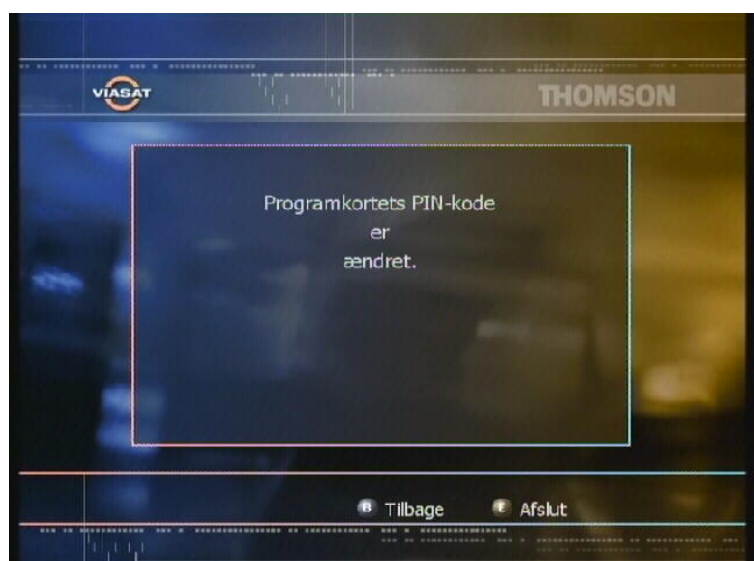 VIASAT
THOMSON
Programkortets PIN-kode
er
ændret.
B Tilbage
E Afslut